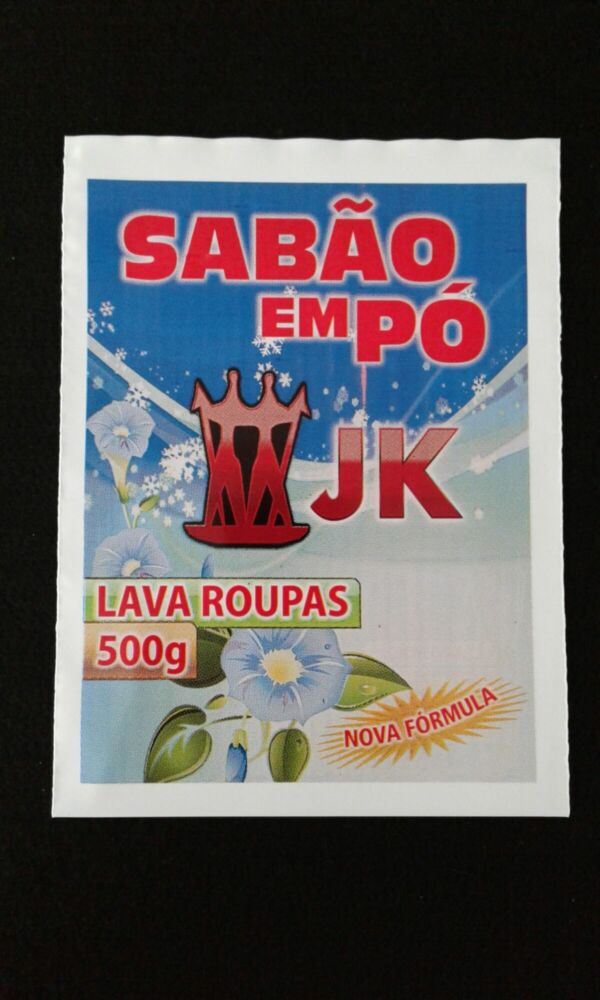 SABÃO
EM PÓ
JK
LAVA ROUPAS
500g
NOVA FÓRMULA